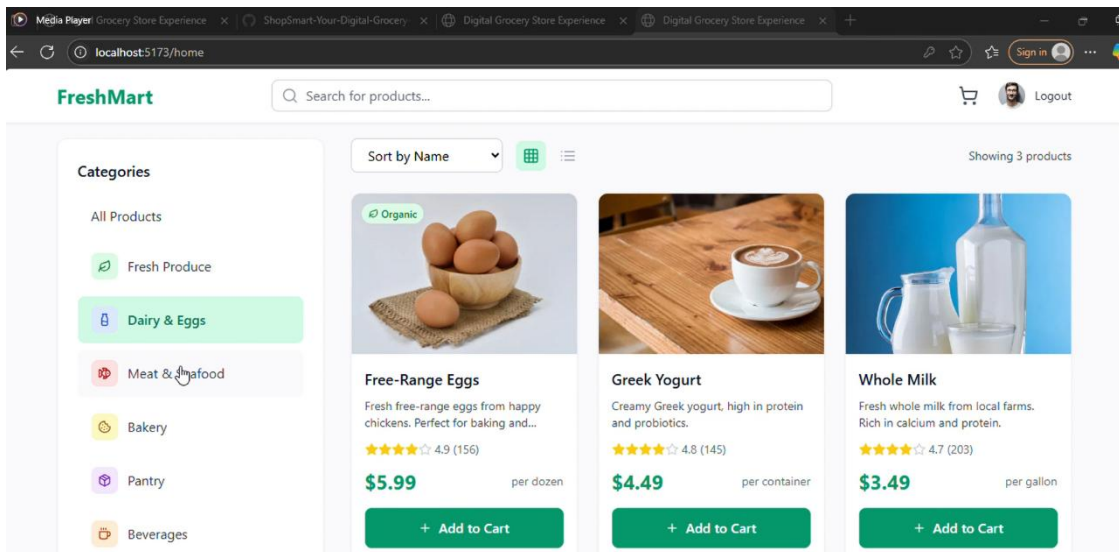 Media Player Grocery Store Experience
ShopSmart-Your-Digital-Grocery-
Digital Grocery Store Experience
Digital Grocery Store Experience
localhost:5173/home
Sign in
FreshMart
Search for products...
Logout
Categories
All Products
Fresh Produce
Dairy & Eggs
Meat & Seafood
Bakery
Pantry
Beverages
Sort by Name
Showing 3 products
Organic
Free-Range Eggs
Fresh free-range eggs from happy
chickens. Perfect for baking and...
4.9 (156)
$5.99 per dozen
+ Add to Cart
Greek Yogurt
Creamy Greek yogurt, high in protein
and probiotics.
4.8 (145)
$4.49 per container
+ Add to Cart
Whole Milk
Fresh whole milk from local farms.
Rich in calcium and protein.
4.7 (203)
$3.49 per gallon
+ Add to Cart